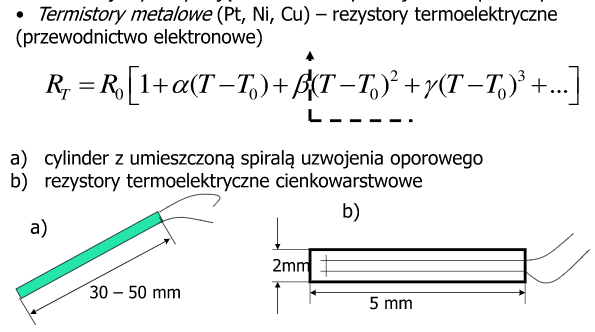 • Termistory metalowe (Pt, Ni, Cu) – rezystory termoelektryczne
(przewodnictwo elektronowe)
R_T = R_0[1+α(T−T_0)+β(T−T_0)^2+γ(T−T_0)^3+...]
a) cylinder z umieszczoną spiralą uzwojenia oporowego
b) rezystory termoelektryczne cienkowarstwowe
a)
b)
30 – 50 mm
2mm
5 mm